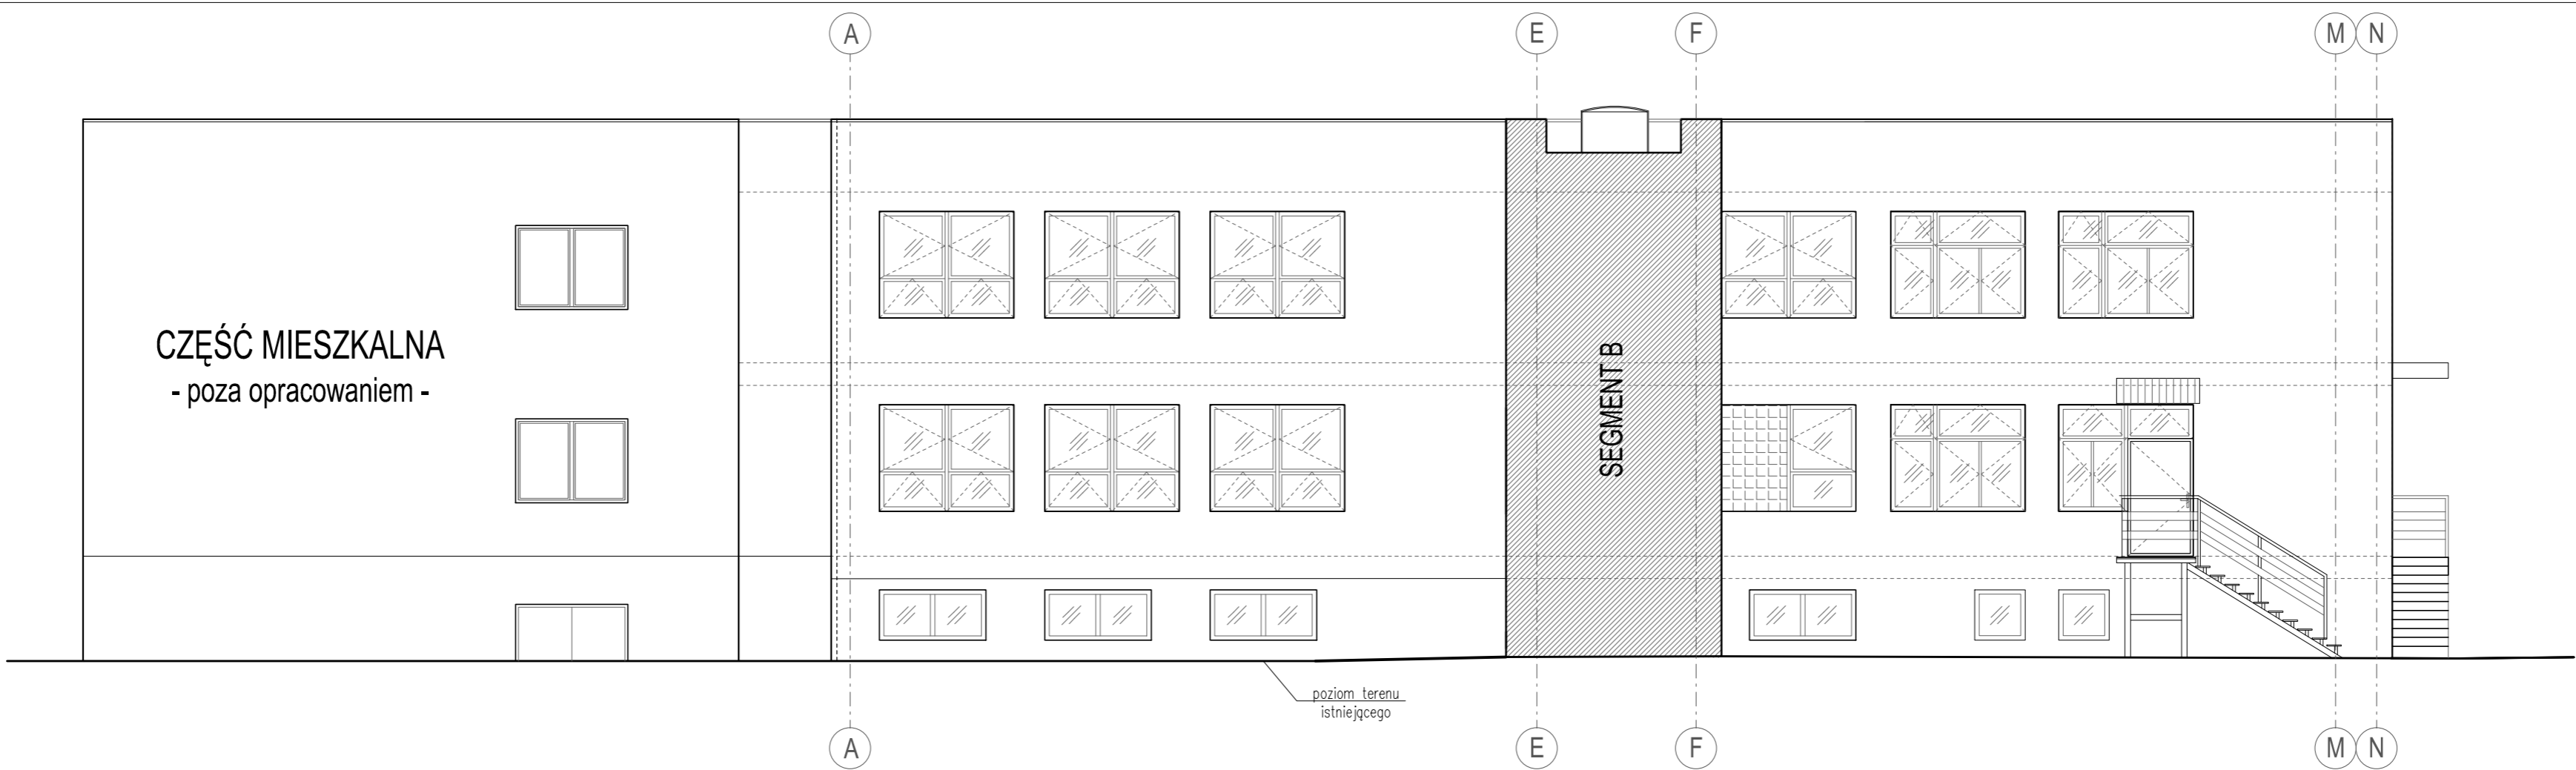 A E F M N
CZĘŚĆ MIESZKALNA
- poza opracowaniem -
SEGMENT B
poziom terenu
istniejącego
A E F M N